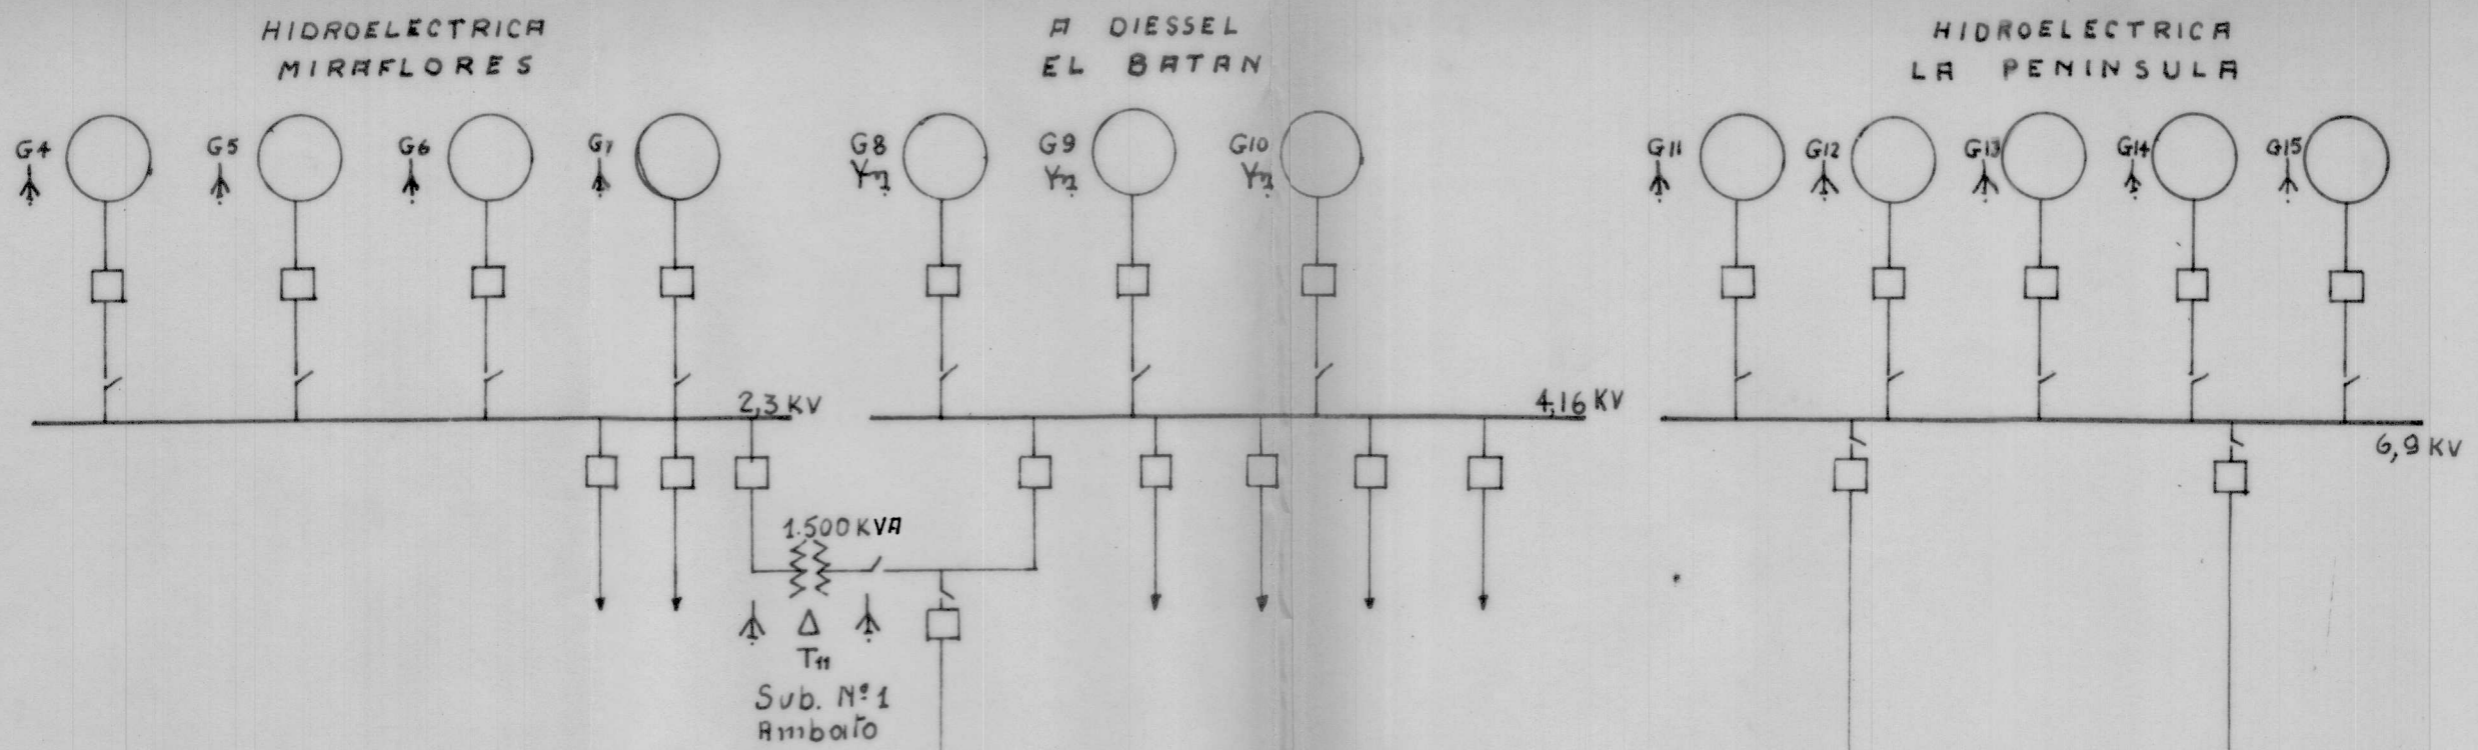 HIDROELECTRICA
MIRAFLORES
A DIESSEL
EL BATAN
HIDROELECTRICA
LA PENINSULA
G4
G5
G6
G7
G8
G9
G10
G11
G12
G13
G14
G15
2,3 KV
4,16 KV
6,9 KV
1.500 KVA
Δ
T11
Sub. Nº 1
Ambato